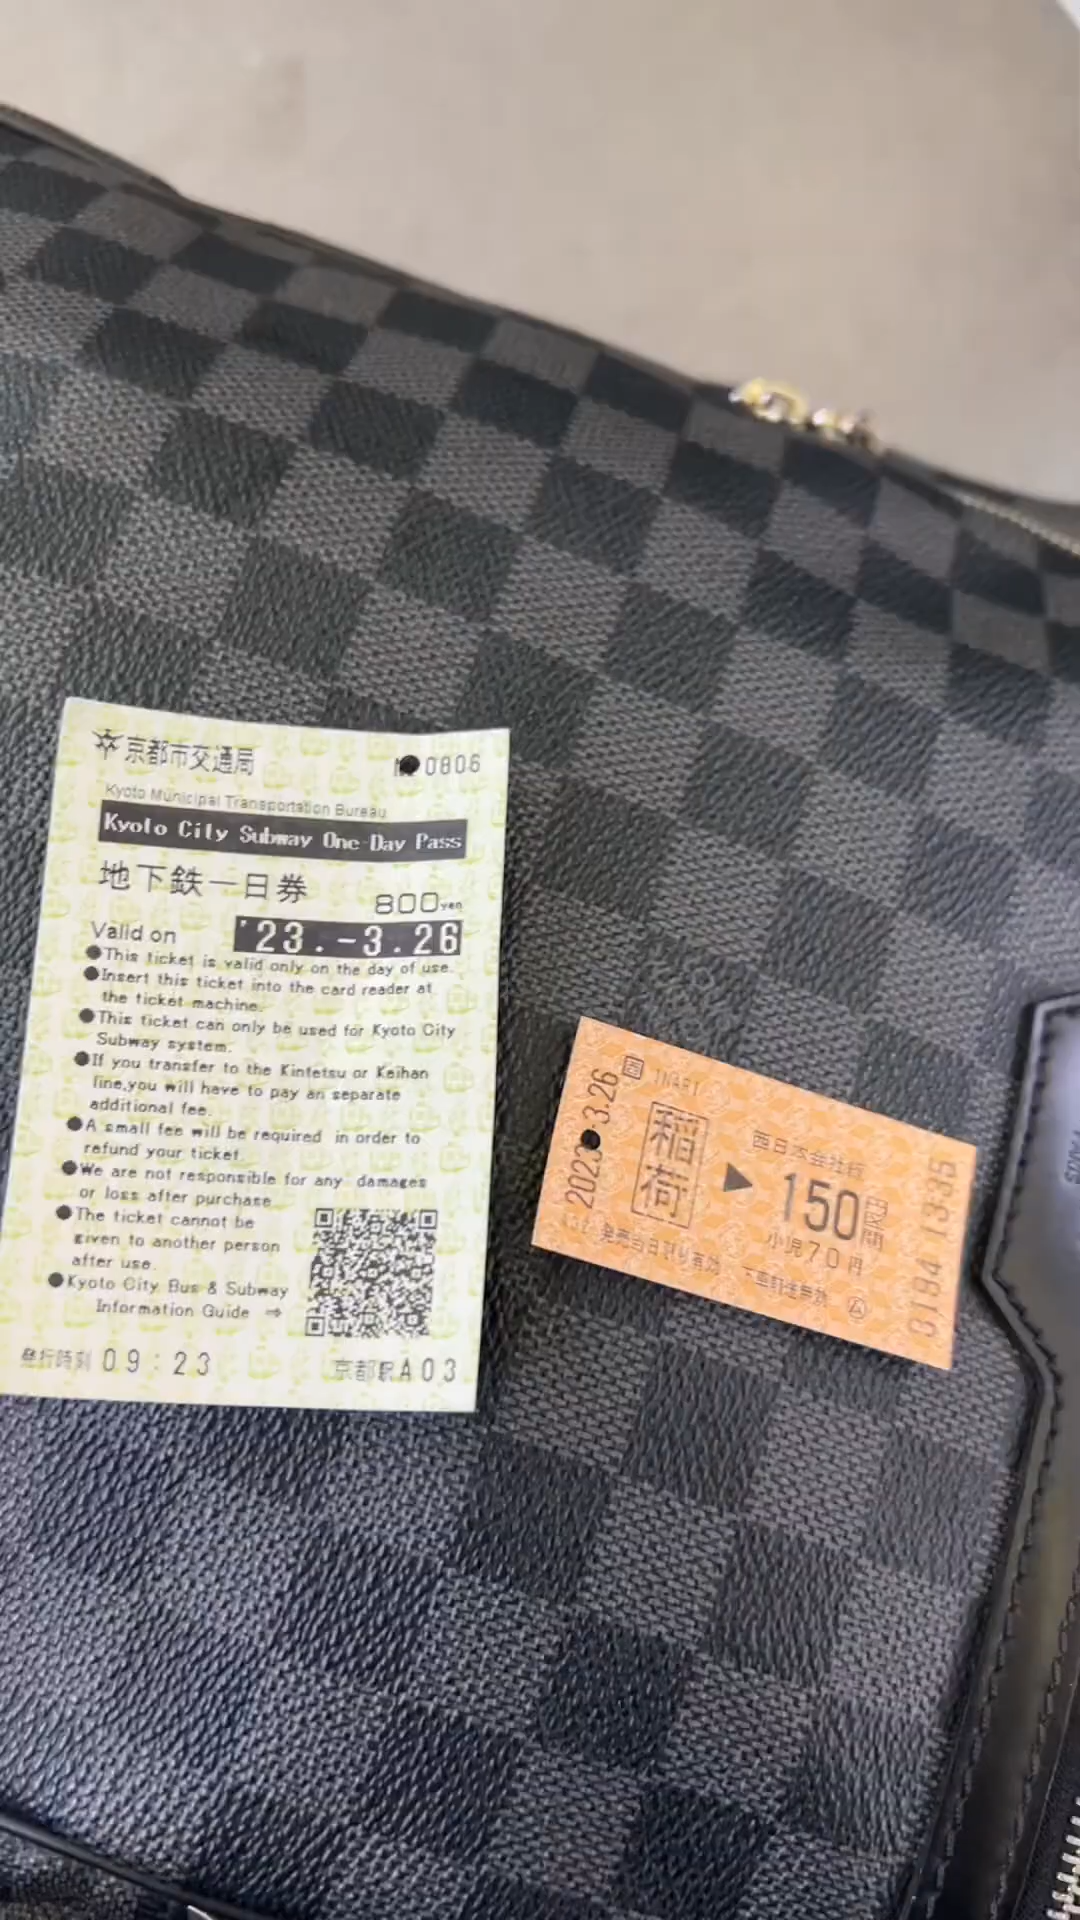 京都市交通局
0806
Kyoto Municipal Transportation Bureau
Kyoto City Subway One-Day Pass
地下鉄一日券
800yen
Valid on '23.-3.26
●This ticket is valid only on the day of use.
●Insert this ticket into the card reader at
the ticket machine.
●This ticket can only be used for Kyoto City
Subway system.
●If you transfer to the Kintetsu or Keihan
line,you will have to pay an separate
additional fee.
●A small fee will be required in order to
refund your ticket.
●We are not responsible for any damages
or loss after purchase
●The ticket cannot be
given to another person
after use.
●Kyoto City Bus & Subway
Information Guide ⇒
発行時刻 09:23
京都駅A03
2023.3.26
INARI
稲荷
▶
西日本会社線
150円区間
小児70円
発売当日限り有効
下車前途無効
0184 1335